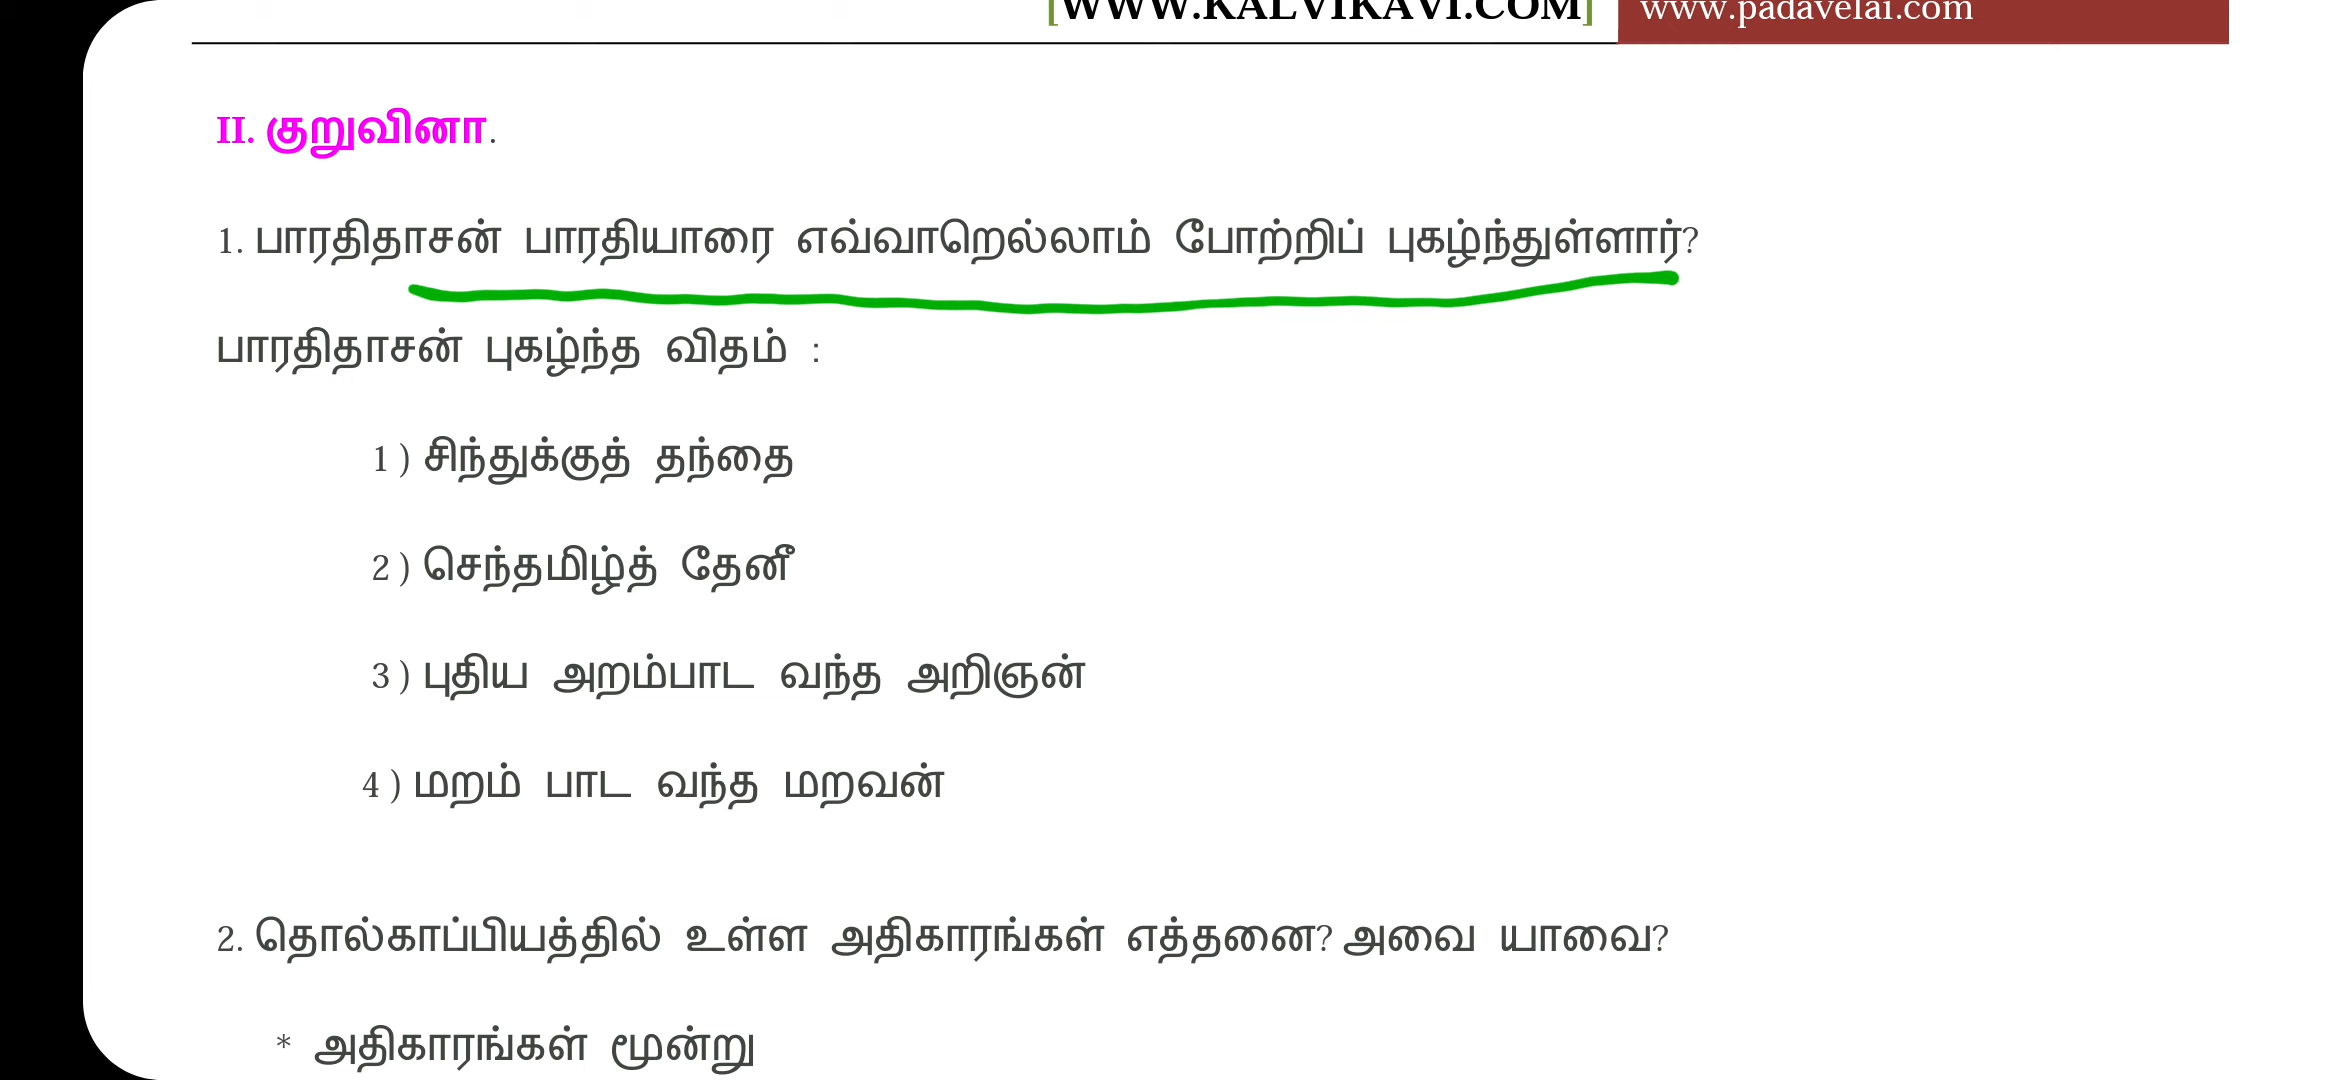 [WWW.KALVIKAVI.COM] www.padavelai.com
II. குறுவினா.
1. பாரதிதாசன் பாரதியாரை எவ்வாறெல்லாம் போற்றிப் புகழ்ந்துள்ளார்?
பாரதிதாசன் புகழ்ந்த விதம் :
1 ) சிந்துக்குத் தந்தை
2 ) செந்தமிழ்த் தேனீ
3 ) புதிய அறம்பாட வந்த அறிஞன்
4 ) மறம் பாட வந்த மறவன்
2. தொல்காப்பியத்தில் உள்ள அதிகாரங்கள் எத்தனை? அவை யாவை?
* அதிகாரங்கள் மூன்று